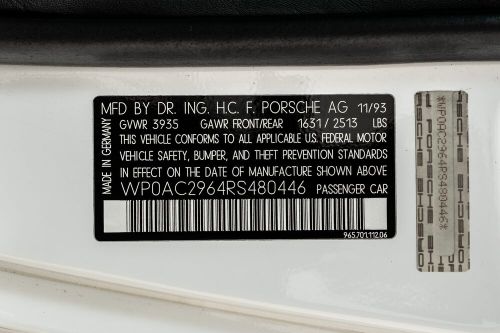 MFD BY DR. ING. H.C. F. PORSCHE AG 11/93
GVWR 3935 GAWR FRONT/REAR 1631/2513 LBS
THIS VEHICLE CONFORMS TO ALL APPLICABLE U.S. FEDERAL MOTOR
VEHICLE SAFETY, BUMPER, AND THEFT PREVENTION STANDARDS
IN EFFECT ON THE DATE OF MANUFACTURE SHOWN ABOVE
WP0AC2964RS480446 PASSENGER CAR
965.701.112.06
MADE IN GERMANY
*WP0AC2964RS480446*
PORSCHE
PORSCHE